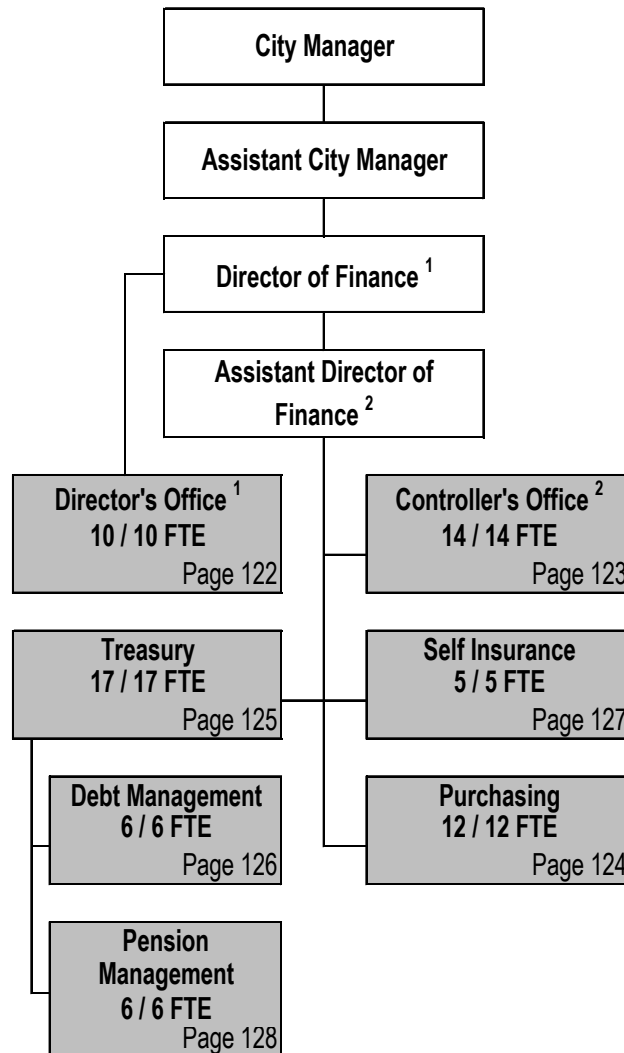 City Manager
Assistant City Manager
Director of Finance 1
Assistant Director of
Finance 2
Director's Office 1
10 / 10 FTE
Page 122
Controller's Office 2
14 / 14 FTE
Page 123
Treasury
17 / 17 FTE
Page 125
Self Insurance
5 / 5 FTE
Page 127
Debt Management
6 / 6 FTE
Page 126
Purchasing
12 / 12 FTE
Page 124
Pension
Management
6 / 6 FTE
Page 128